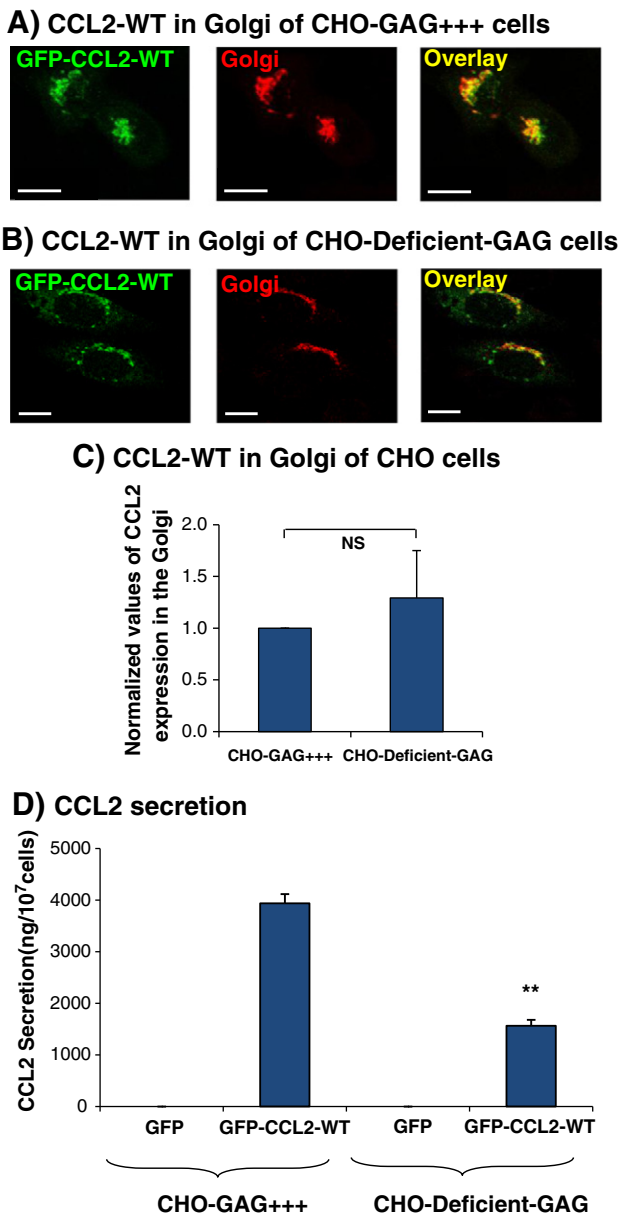 A) CCL2-WT in Golgi of CHO-GAG+++ cells
GFP-CCL2-WT Golgi Overlay
B) CCL2-WT in Golgi of CHO-Deficient-GAG cells
GFP-CCL2-WT Golgi Overlay
C) CCL2-WT in Golgi of CHO cells
Normalized values of CCL2
expression in the Golgi
2.0
1.5
1.0
0.5
0.0
NS
CHO-GAG+++ CHO-Deficient-GAG
D) CCL2 secretion
CCL2 Secretion(ng/10⁷cells)
5000
4000
3000
2000
1000
0
**
GFP GFP-CCL2-WT GFP GFP-CCL2-WT
CHO-GAG+++ CHO-Deficient-GAG